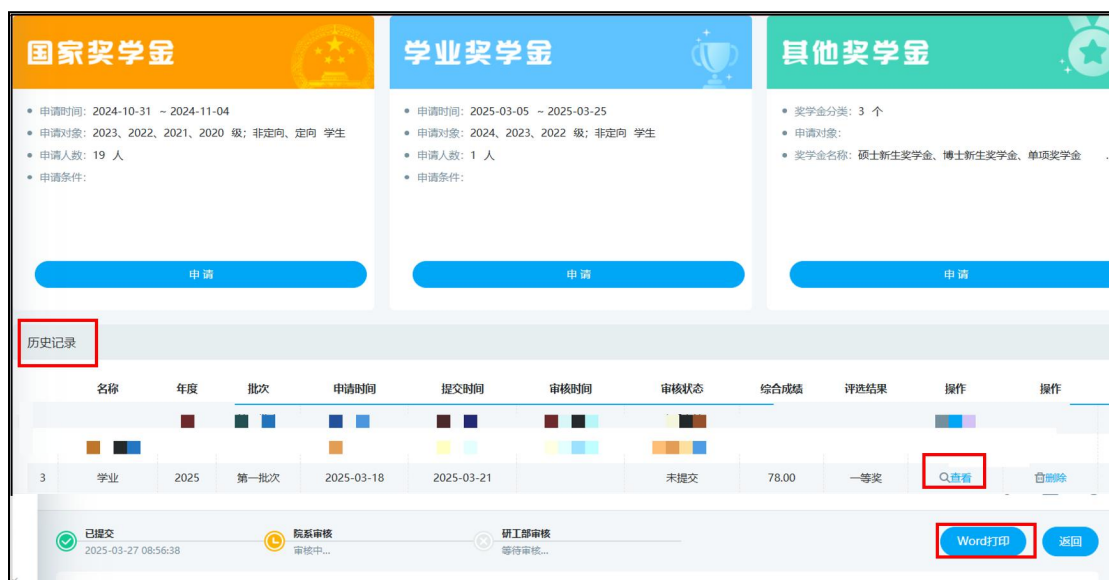 国家奖学金
申请时间: 2024-10-31 ~ 2024-11-04
申请对象: 2023、2022、2021、2020 级; 非定向、定向 学生
申请人数: 19 人
申请条件:
申请
学业奖学金
申请时间: 2025-03-05 ~ 2025-03-25
申请对象: 2024、2023、2022 级; 非定向 学生
申请人数: 1 人
申请条件:
申请
其他奖学金
奖学金分类: 3 个
申请对象:
奖学金名称: 硕士新生奖学金、博士新生奖学金、单项奖学金
申请
历史记录
名称 年度 批次 申请时间 提交时间 审核时间 审核状态 综合成绩 评选结果 操作 操作
3 学业 2025 第一批次 2025-03-18 2025-03-21 未提交 78.00 一等奖 查看 删除
已提交
2025-03-27 08:56:38
院系审核
审核中...
研工部审核
等待审核...
Word打印
返回